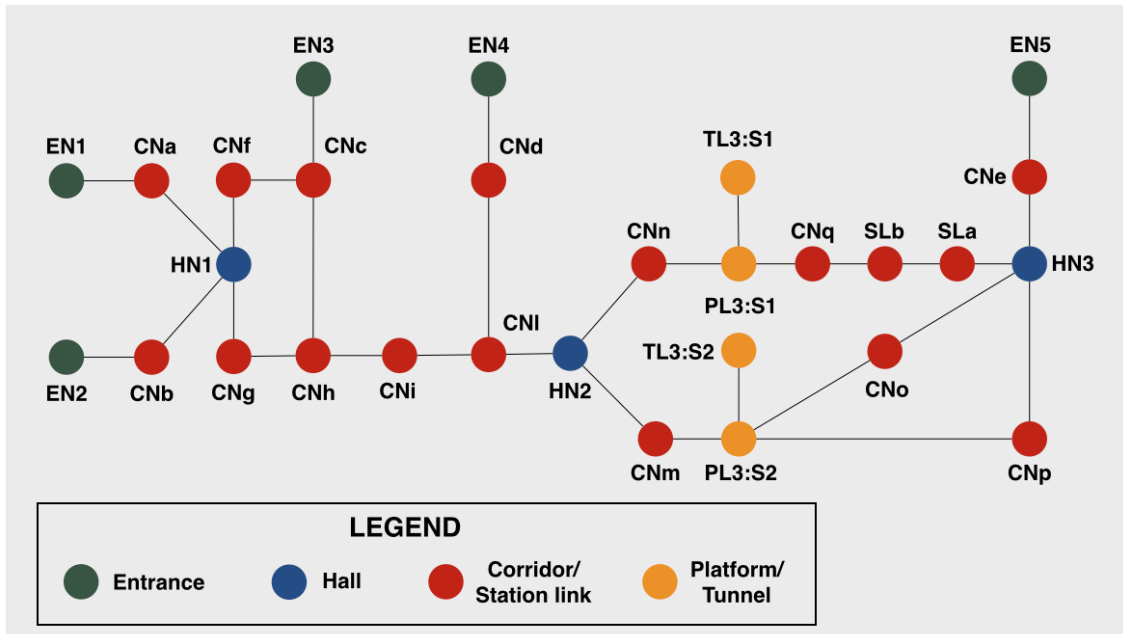 EN3
EN4
EN5
EN1
CNa
CNf
CNc
CNd
TL3:S1
CNe
HN1
CNn
CNq
SLb
SLa
HN3
PL3:S1
CNl
TL3:S2
EN2
CNb
CNg
CNh
CNi
HN2
CNo
CNm
PL3:S2
CNp
LEGEND
Entrance
Hall
Corridor/
Station link
Platform/
Tunnel